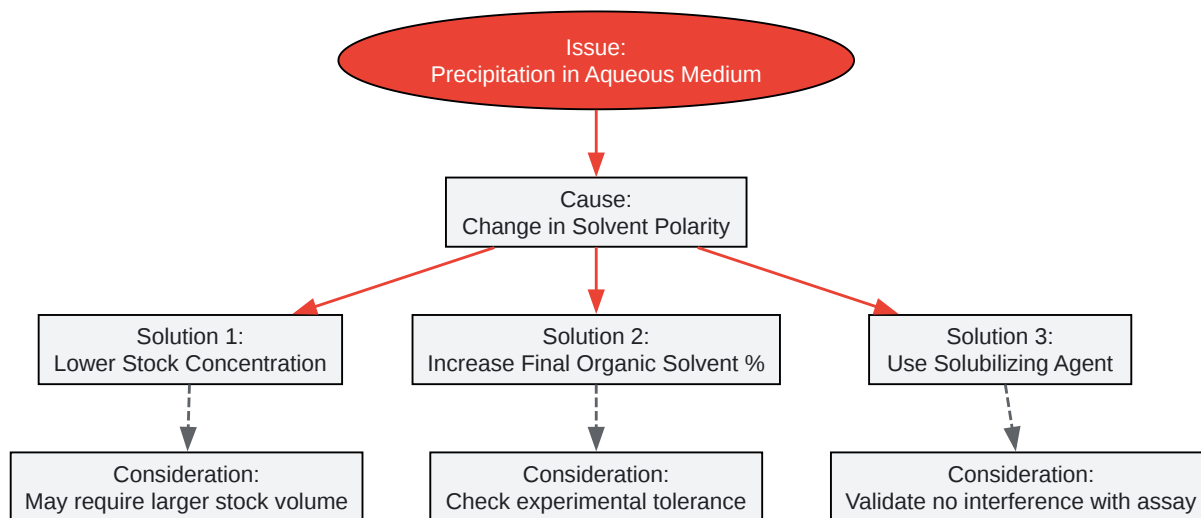 Issue:
Precipitation in Aqueous Medium
Cause:
Change in Solvent Polarity
Solution 1:
Lower Stock Concentration
Solution 2:
Increase Final Organic Solvent %
Solution 3:
Use Solubilizing Agent
Consideration:
May require larger stock volume
Consideration:
Check experimental tolerance
Consideration:
Validate no interference with assay